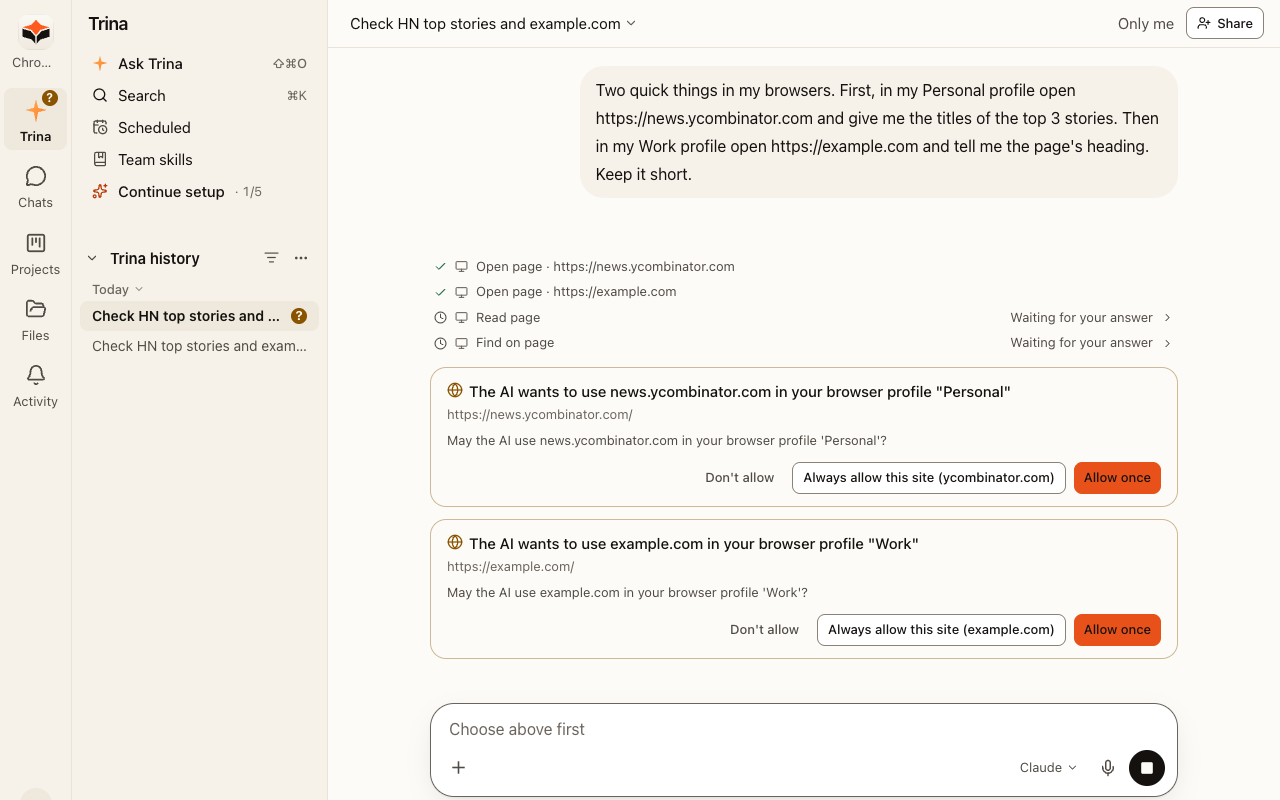 Chro...
Trina
Chats
Projects
Files
Activity
Trina
Ask Trina ⇧⌘O
Search ⌘K
Scheduled
Team skills
Continue setup · 1/5
Trina history
Today
Check HN top stories and ... ?
Check HN top stories and exam...
Check HN top stories and example.com
Only me
Share
Two quick things in my browsers. First, in my Personal profile open
https://news.ycombinator.com and give me the titles of the top 3 stories. Then
in my Work profile open https://example.com and tell me the page's heading.
Keep it short.
Open page · https://news.ycombinator.com
Open page · https://example.com
Read page Waiting for your answer
Find on page Waiting for your answer
The AI wants to use news.ycombinator.com in your browser profile "Personal"
https://news.ycombinator.com/
May the AI use news.ycombinator.com in your browser profile 'Personal'?
Don't allow Always allow this site (ycombinator.com) Allow once
The AI wants to use example.com in your browser profile "Work"
https://example.com/
May the AI use example.com in your browser profile 'Work'?
Don't allow Always allow this site (example.com) Allow once
Choose above first
Claude